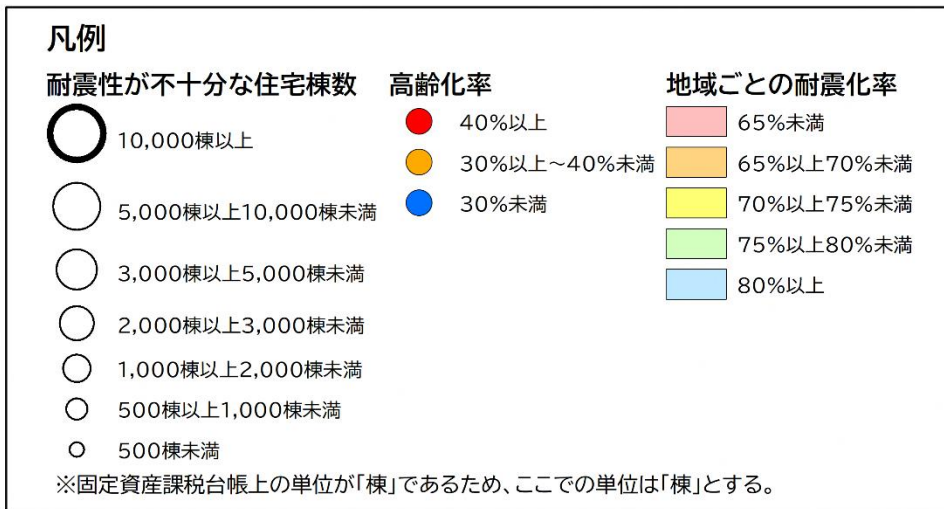 凡例
耐震性が不十分な住宅棟数
10,000棟以上
5,000棟以上10,000棟未満
3,000棟以上5,000棟未満
2,000棟以上3,000棟未満
1,000棟以上2,000棟未満
500棟以上1,000棟未満
500棟未満
高齢化率
40%以上
30%以上～40%未満
30%未満
地域ごとの耐震化率
65%未満
65%以上70%未満
70%以上75%未満
75%以上80%未満
80%以上
※固定資産課税台帳上の単位が「棟」であるため、ここでの単位は「棟」とする。